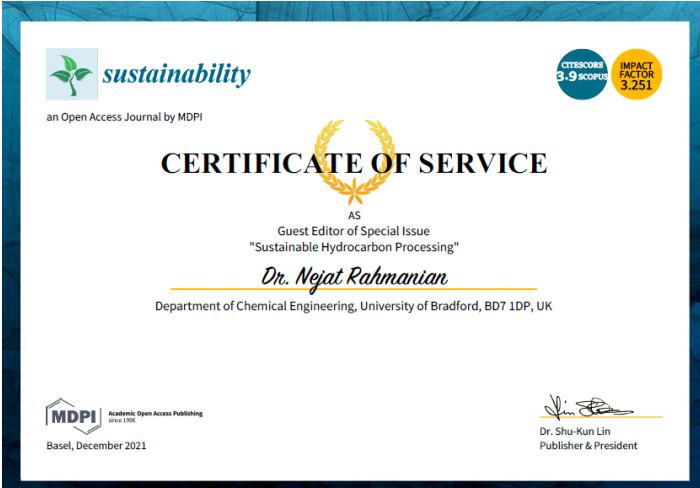 sustainability
CITESCORE
3.9 SCOPUS
IMPACT
FACTOR
3.251
an Open Access Journal by MDPI
CERTIFICATE OF SERVICE
AS
Guest Editor of Special Issue
"Sustainable Hydrocarbon Processing"
Dr. Nejat Rahmanian
Department of Chemical Engineering, University of Bradford, BD7 1DP, UK
MDPI
Academic Open Access Publishing
since 1996
Basel, December 2021
Dr. Shu-Kun Lin
Publisher & President